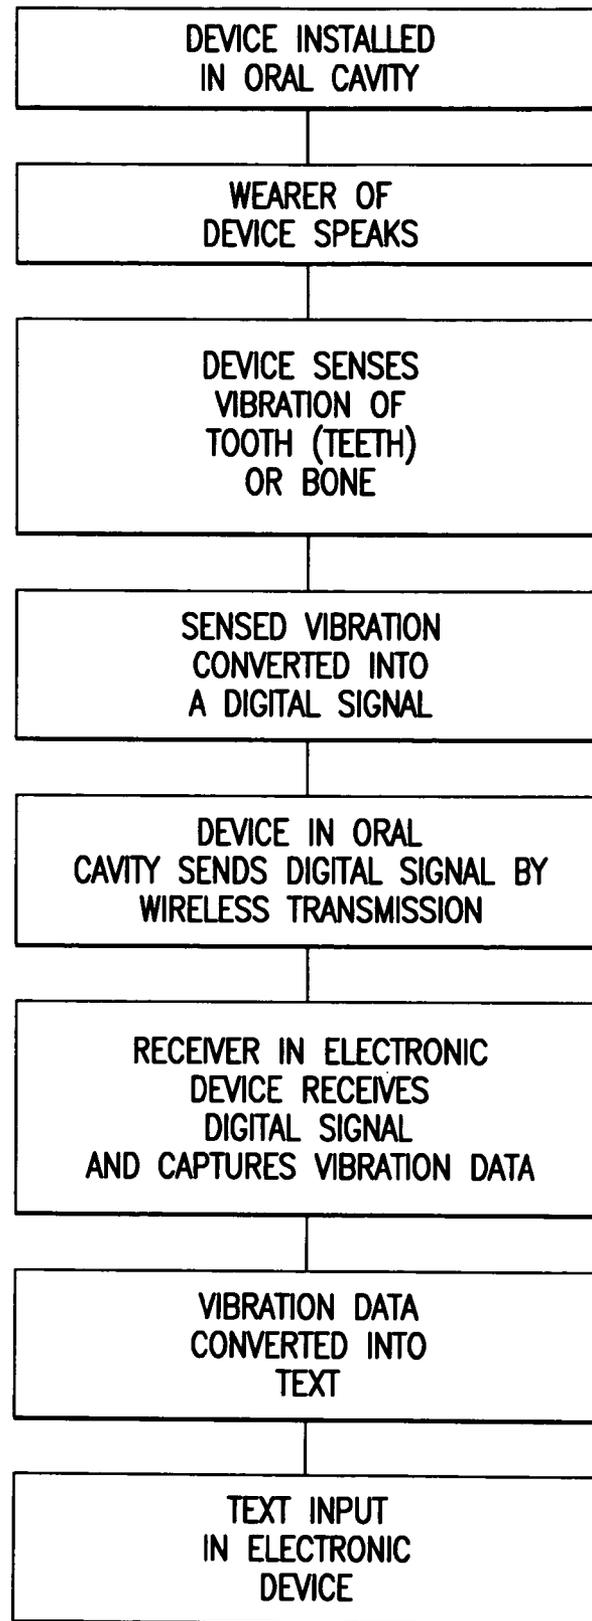 DEVICE INSTALLED
IN ORAL CAVITY
WEARER OF
DEVICE SPEAKS
DEVICE SENSES
VIBRATION OF
TOOTH (TEETH)
OR BONE
SENSED VIBRATION
CONVERTED INTO
A DIGITAL SIGNAL
DEVICE IN ORAL
CAVITY SENDS DIGITAL SIGNAL BY
WIRELESS TRANSMISSION
RECEIVER IN ELECTRONIC
DEVICE RECEIVES
DIGITAL SIGNAL
AND CAPTURES VIBRATION DATA
VIBRATION DATA
CONVERTED INTO
TEXT
TEXT INPUT
IN ELECTRONIC
DEVICE